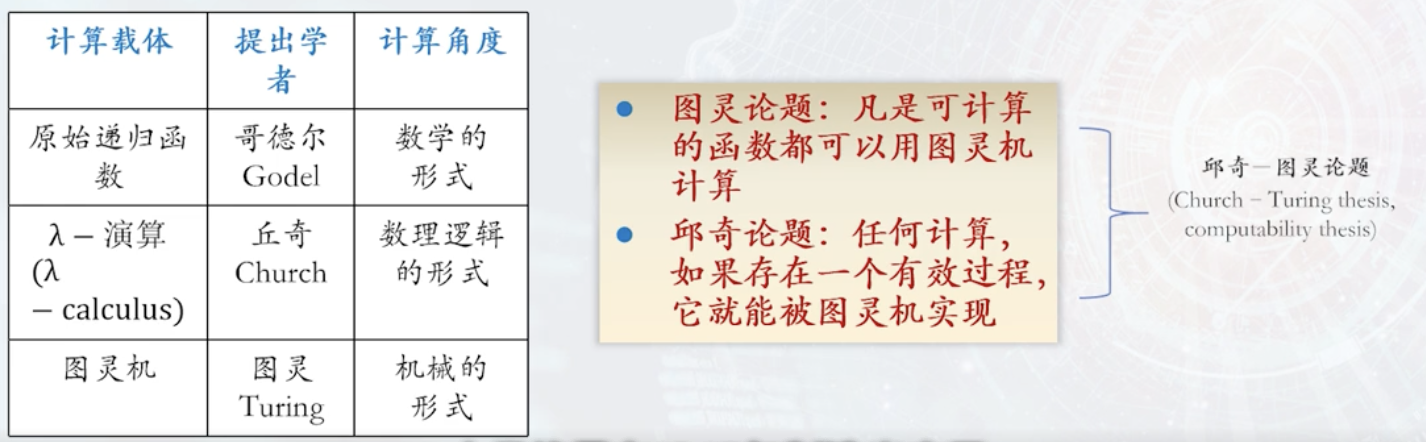 计算载体
提出学
者
计算角度
原始递归函
数
哥德尔
Godel
数学的
形式
λ − 演算
(λ
− calculus)
丘奇
Church
数理逻辑
的形式
图灵机
图灵
Turing
机械的
形式
• 图灵论题：凡是可计算
的函数都可以用图灵机
计算
• 邱奇论题：任何计算，
如果存在一个有效过程，
它就能被图灵机实现
邱奇－图灵论题
(Church − Turing thesis,
computability thesis)